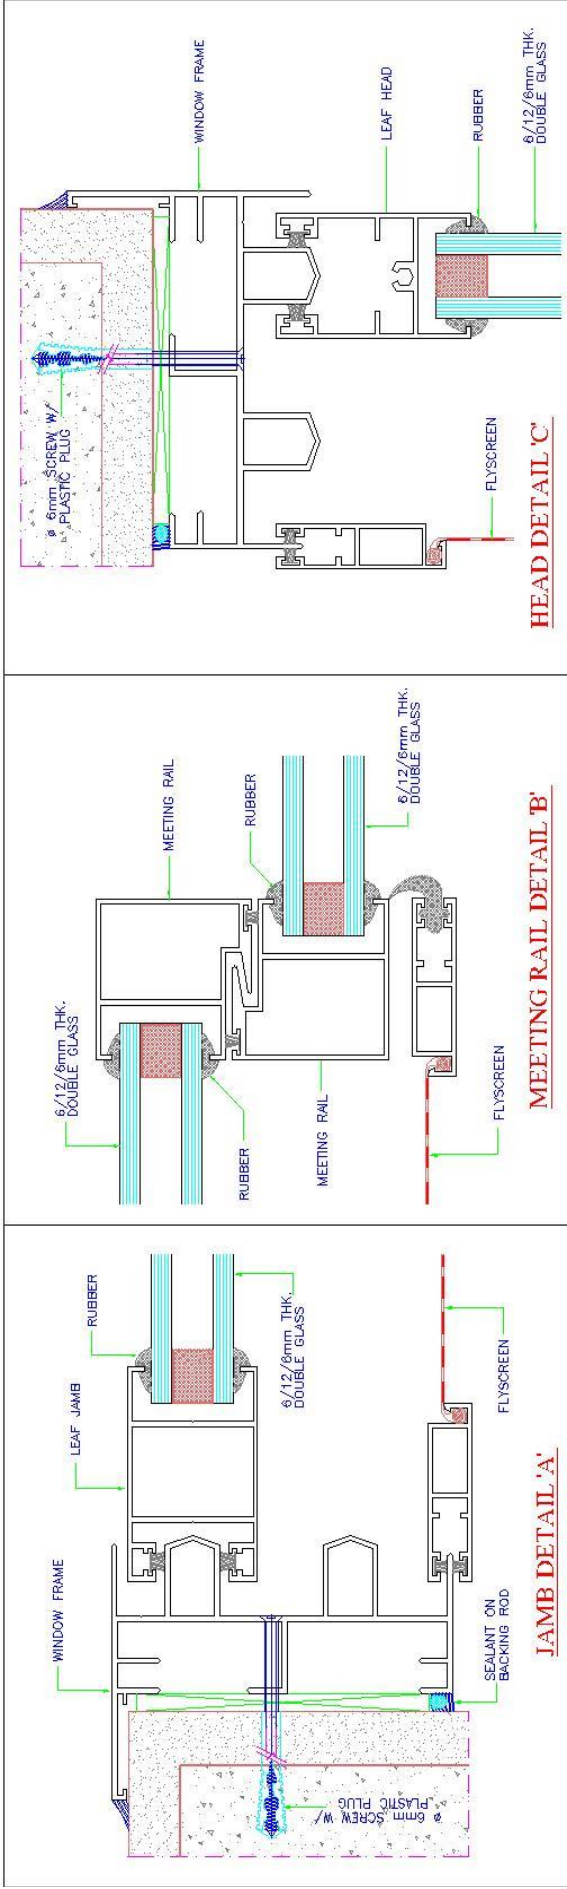 WINDOW FRAME
LEAF JAMB
RUBBER
6/12/6mm THK.
DOUBLE GLASS
ø 6mm SCREW W/
PLASTIC PLUG
SEALANT ON
BACKING ROD
FLYSCREEN
JAMB DETAIL 'A'
6/12/6mm THK.
DOUBLE GLASS
MEETING RAIL
RUBBER
6/12/6mm THK.
DOUBLE GLASS
RUBBER
MEETING RAIL
FLYSCREEN
MEETING RAIL DETAIL 'B'
WINDOW FRAME
ø 6mm SCREW W/
PLASTIC PLUG
LEAF HEAD
RUBBER
6/12/6mm THK.
DOUBLE GLASS
FLYSCREEN
HEAD DETAIL 'C'